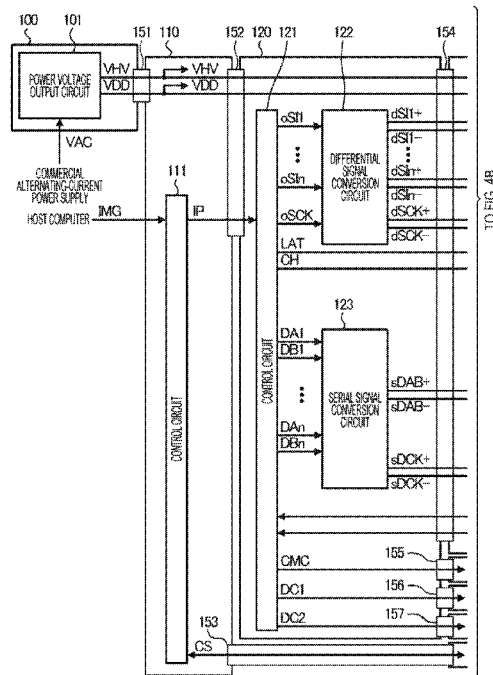 100
101
151
110
152
120
121
122
154
POWER VOLTAGE
OUTPUT CIRCUIT
VHV
VHV
VHV
VDD
VDD
VDD
VAC
COMMERCIAL
ALTERNATING-CURRENT
POWER SUPPLY
HOST COMPUTER
IMG
111
IP
CONTROL CIRCUIT
CONTROL CIRCUIT
oSI1
oSIn
oSCK
DIFFERENTIAL
SIGNAL
CONVERSION
CIRCUIT
dSI1+
dSI1−
dSIn+
dSIn−
dSCK+
dSCK−
LAT
CH
TO FIG. 4B
DA1
DB1
DAn
DBn
123
SERIAL SIGNAL
CONVERSION
CIRCUIT
sDAB+
sDAB−
sDCK+
sDCK−
CMC
155
DC1
156
DC2
157
153
CS